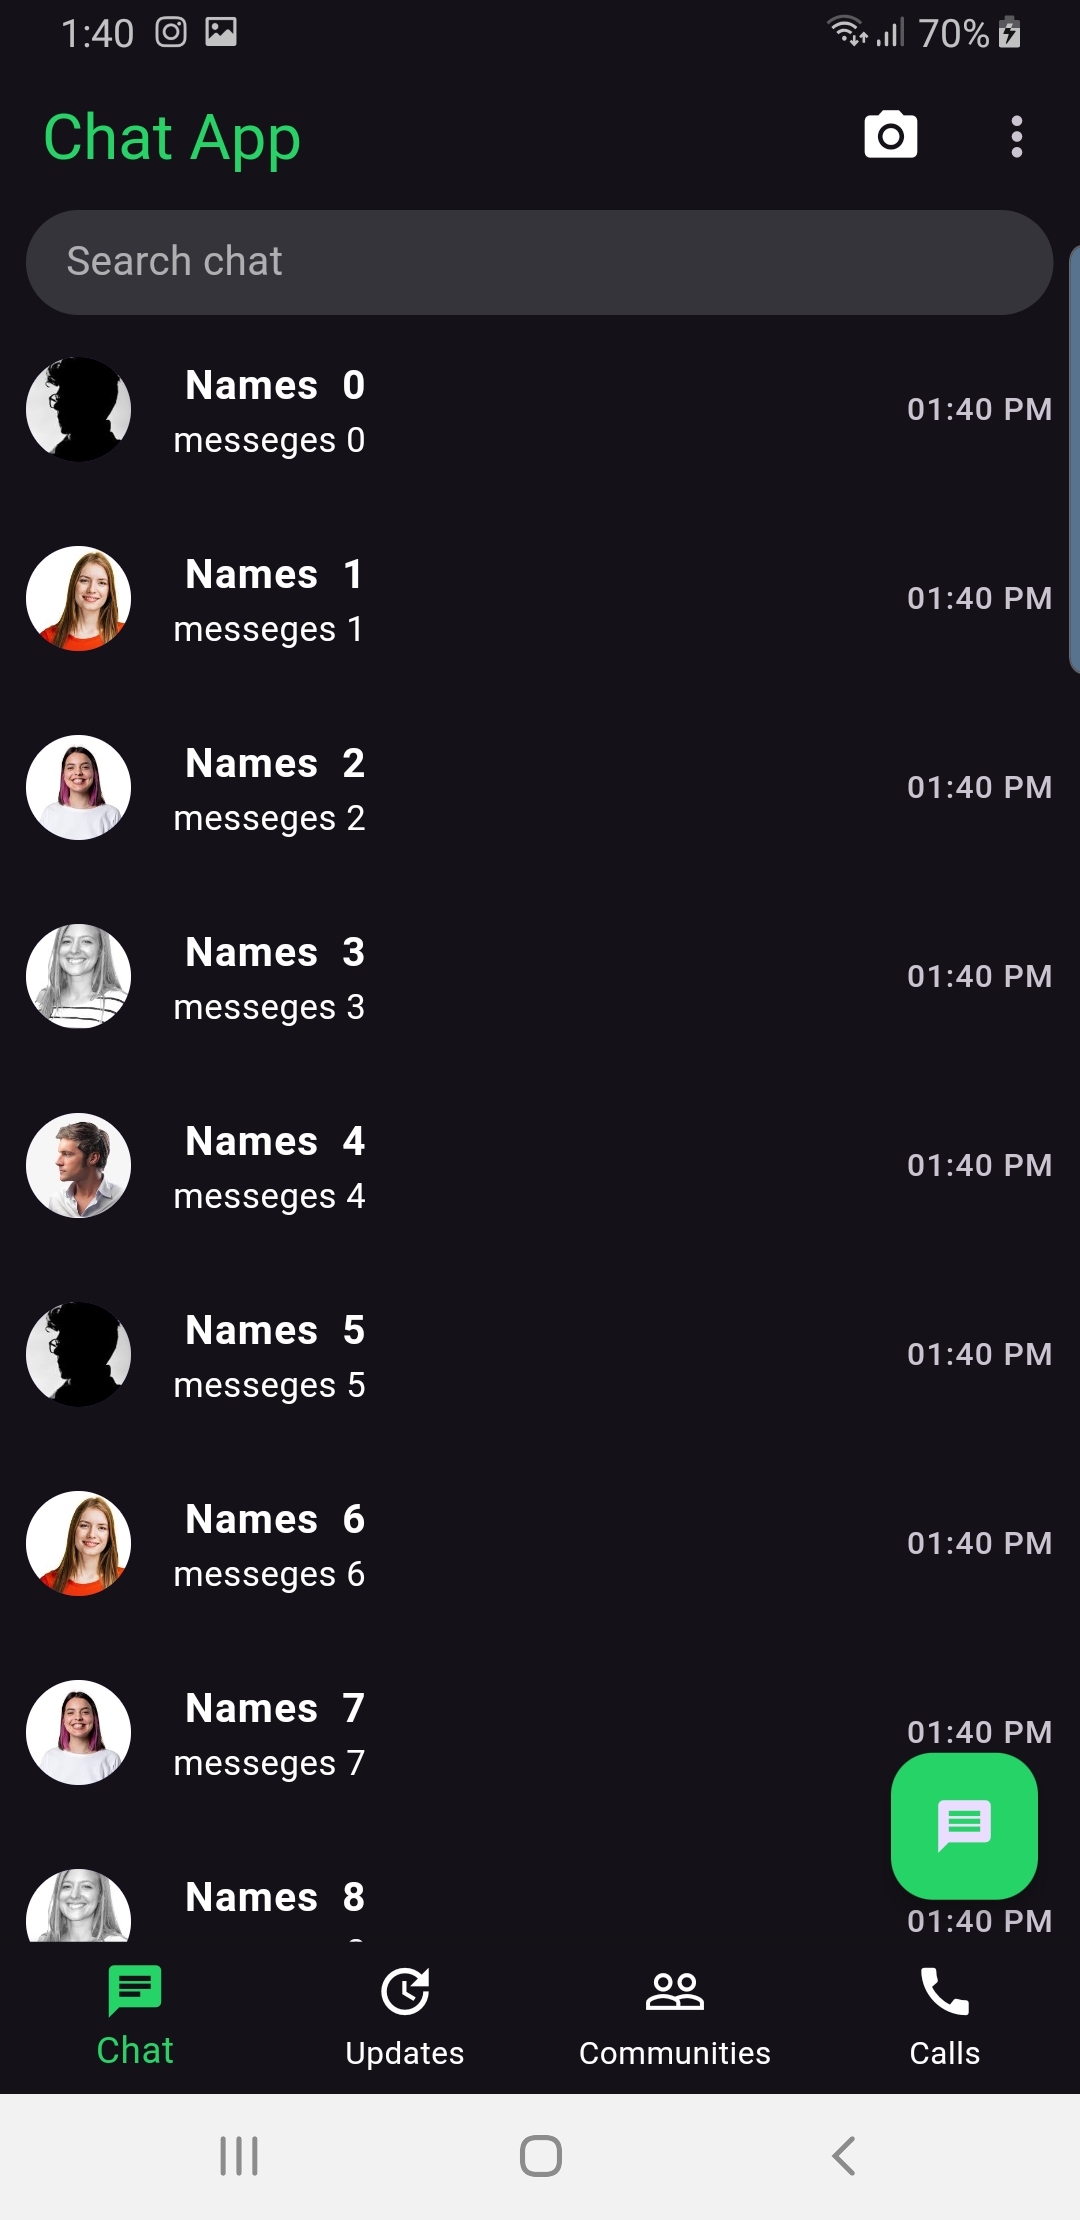 1:40 70%
Chat App
Search chat
Names 0
messeges 0
01:40 PM
Names 1
messeges 1
01:40 PM
Names 2
messeges 2
01:40 PM
Names 3
messeges 3
01:40 PM
Names 4
messeges 4
01:40 PM
Names 5
messeges 5
01:40 PM
Names 6
messeges 6
01:40 PM
Names 7
messeges 7
01:40 PM
Names 8
01:40 PM
Chat
Updates
Communities
Calls